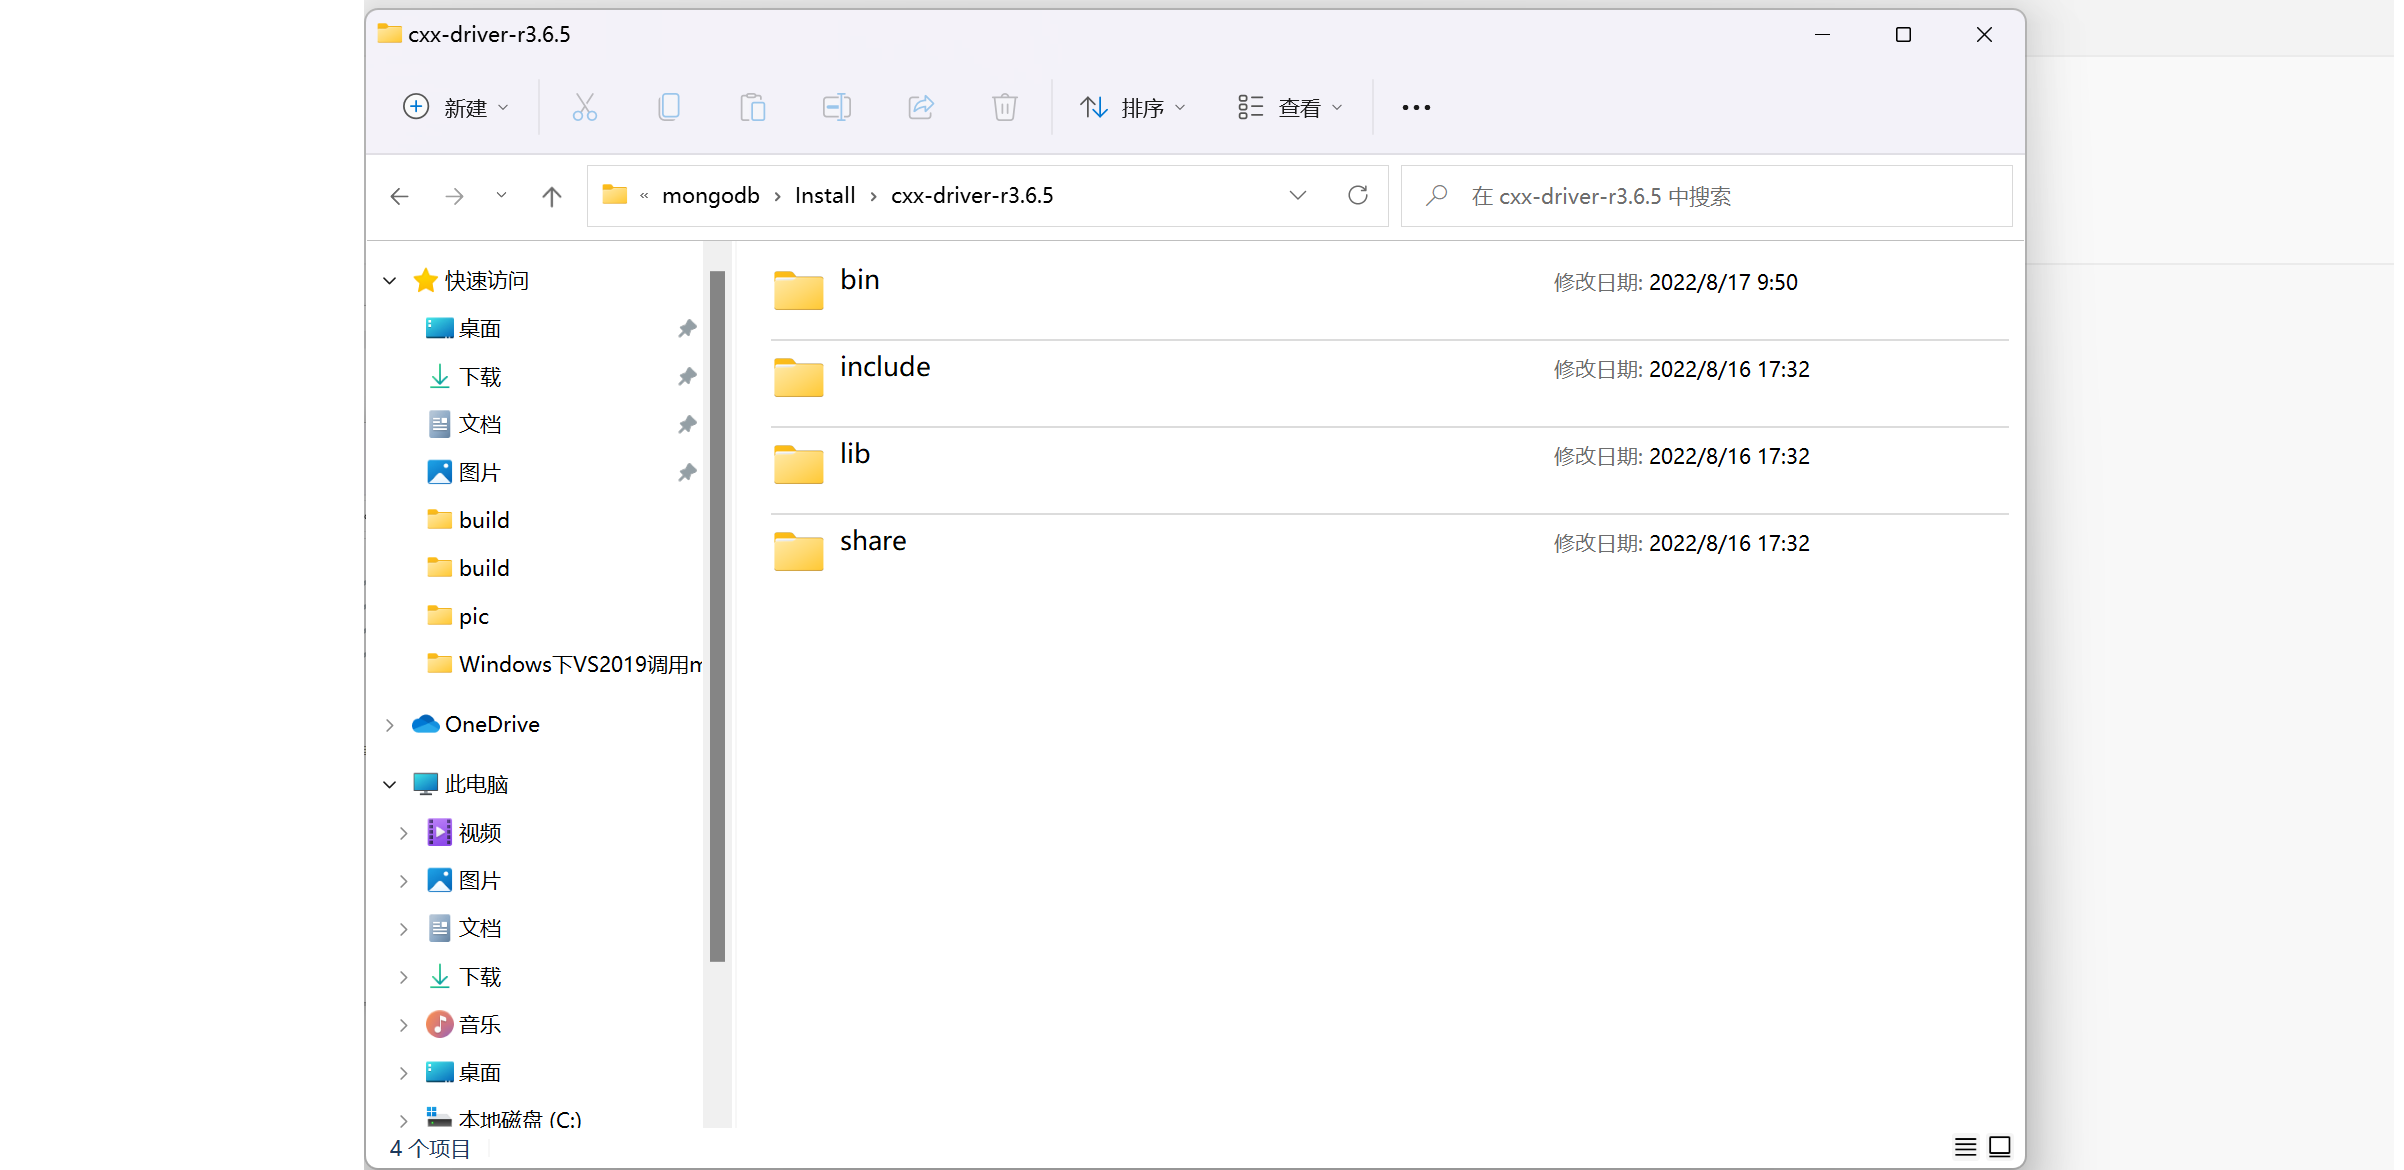 cxx-driver-r3.6.5
新建 排序 查看
« mongodb › Install › cxx-driver-r3.6.5
在 cxx-driver-r3.6.5 中搜索
快速访问
桌面
下载
文档
图片
build
build
pic
Windows下VS2019调用m
OneDrive
此电脑
视频
图片
文档
下载
音乐
桌面
本地磁盘 (C:)
bin 修改日期: 2022/8/17 9:50
include 修改日期: 2022/8/16 17:32
lib 修改日期: 2022/8/16 17:32
share 修改日期: 2022/8/16 17:32
4 个项目